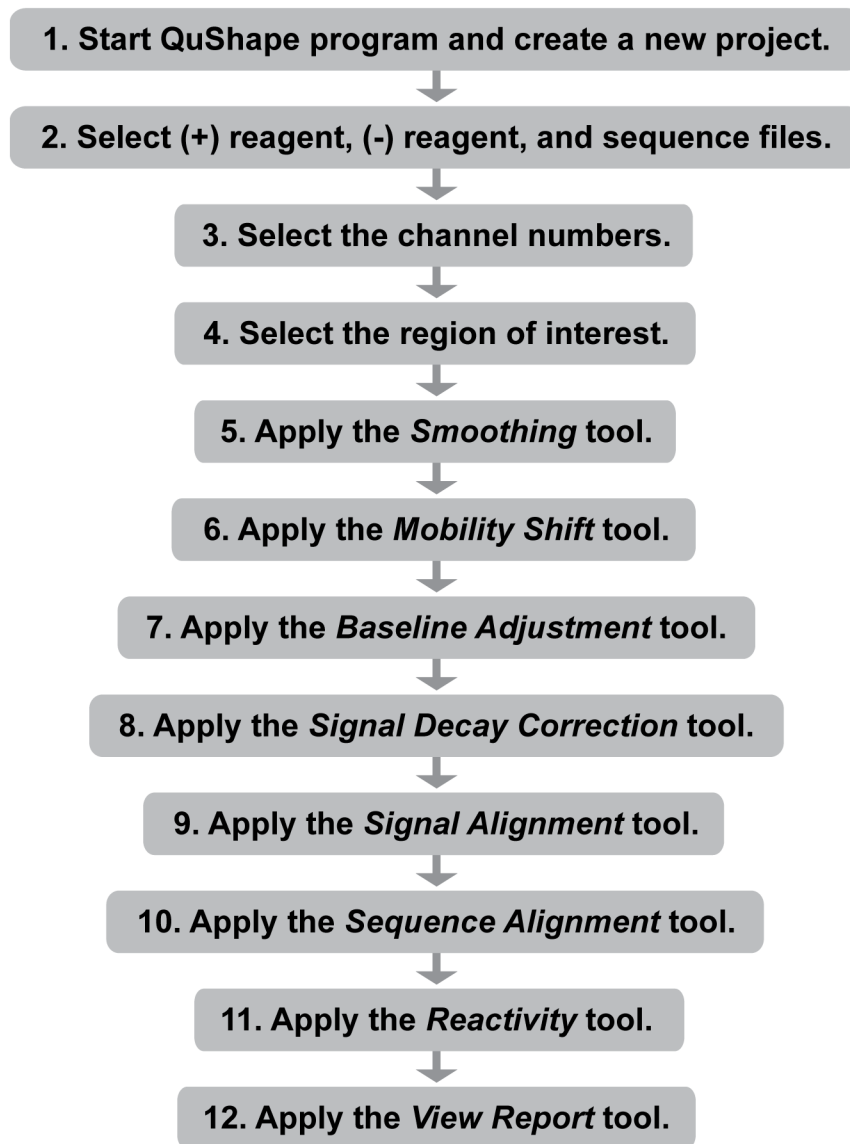 1. Start QuShape program and create a new project.
2. Select (+) reagent, (-) reagent, and sequence files.
3. Select the channel numbers.
4. Select the region of interest.
5. Apply the Smoothing tool.
6. Apply the Mobility Shift tool.
7. Apply the Baseline Adjustment tool.
8. Apply the Signal Decay Correction tool.
9. Apply the Signal Alignment tool.
10. Apply the Sequence Alignment tool.
11. Apply the Reactivity tool.
12. Apply the View Report tool.